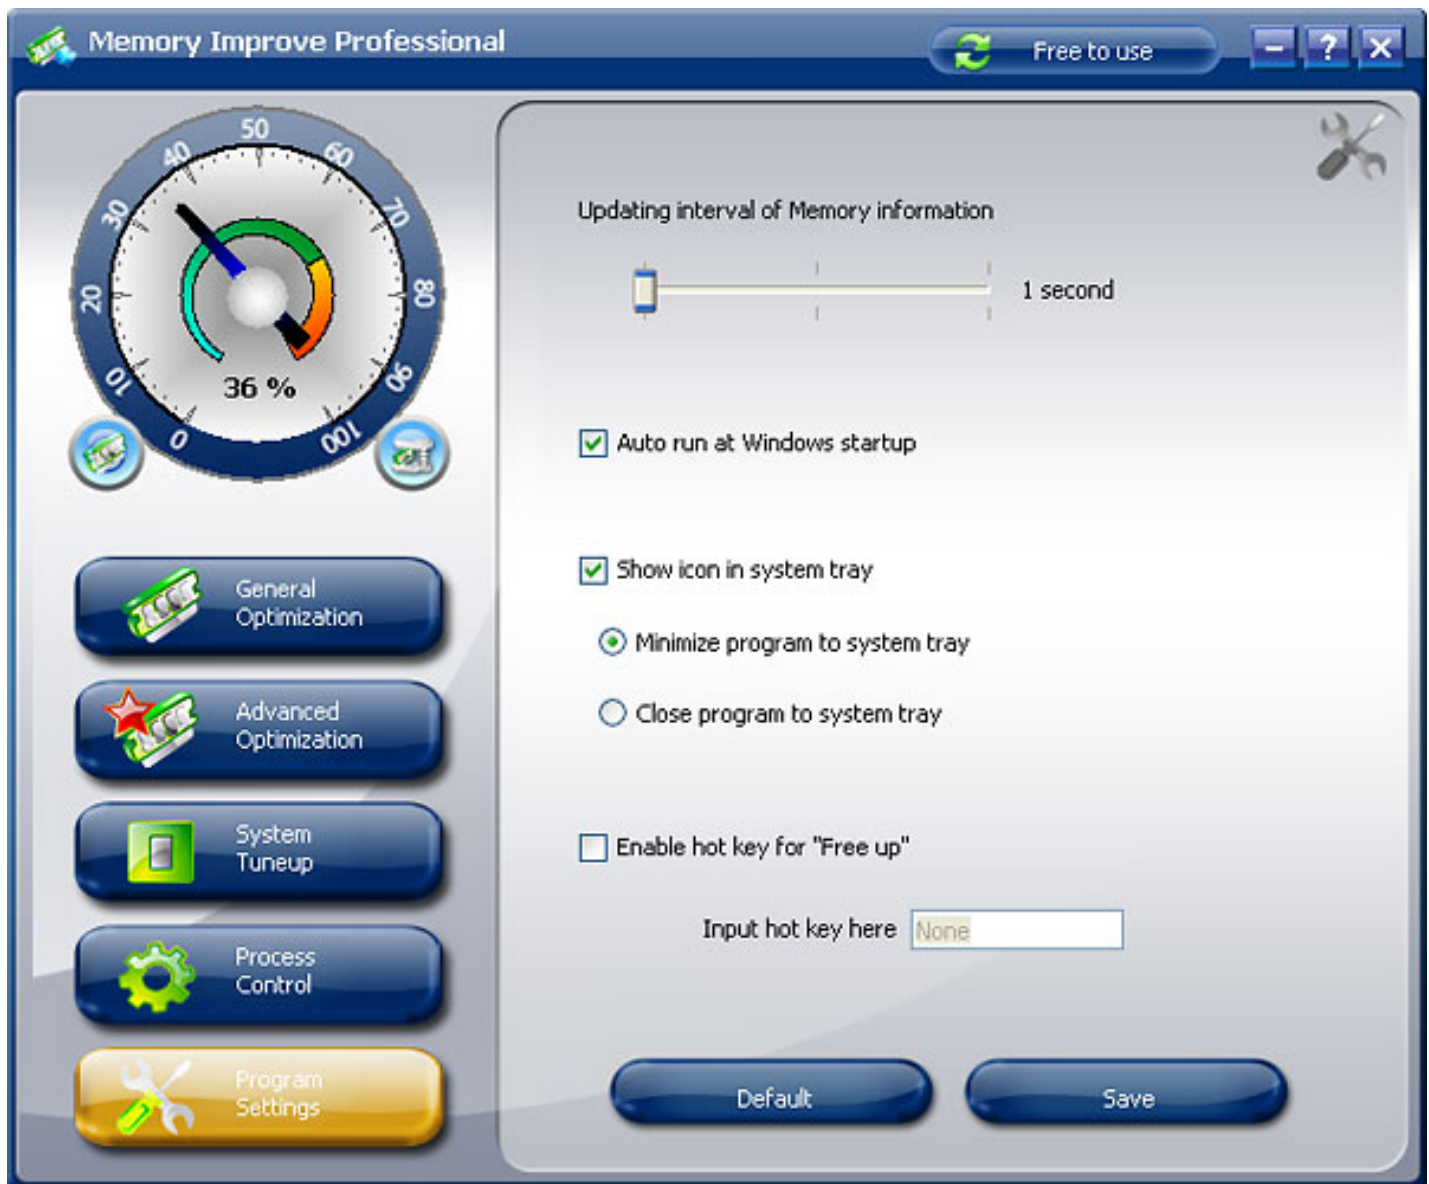 Memory Improve Professional
Free to use
?
0
10
20
30
40
50
60
70
80
90
100
36 %
General
Optimization
Advanced
Optimization
System
Tuneup
Process
Control
Program
Settings
Updating interval of Memory information
1 second
Auto run at Windows startup
Show icon in system tray
Minimize program to system tray
Close program to system tray
Enable hot key for "Free up"
Input hot key here None
Default
Save